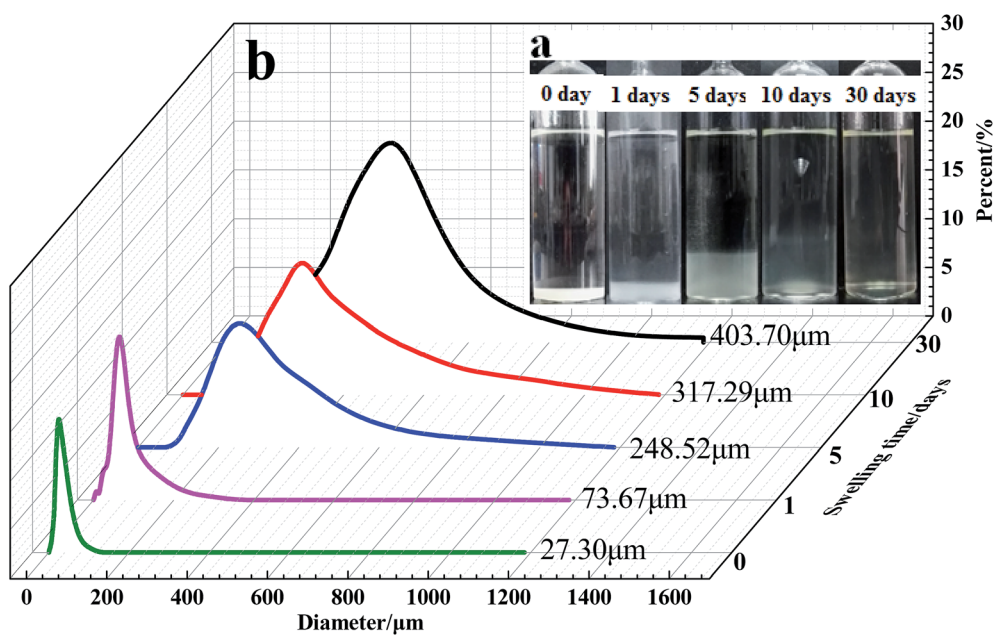 b
a
0 day 1 days 5 days 10 days 30 days
30
25
20
15
10
5
0
Percent/%
403.70μm
317.29μm
248.52μm
73.67μm
27.30μm
30
10
5
1
0
Swelling time/days
0 200 400 600 800 1000 1200 1400 1600
Diameter/μm